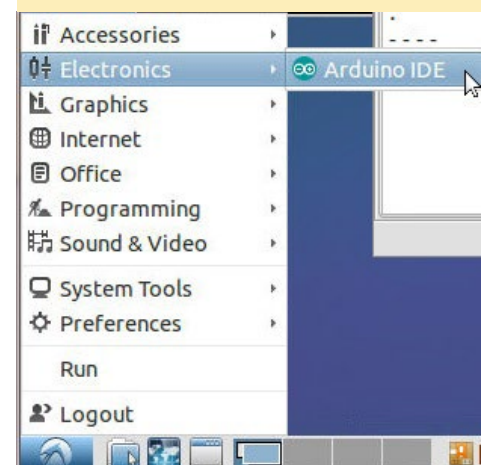 Accessories
Electronics
Arduino IDE
Graphics
Internet
Office
Programming
Sound & Video
System Tools
Preferences
Run
Logout